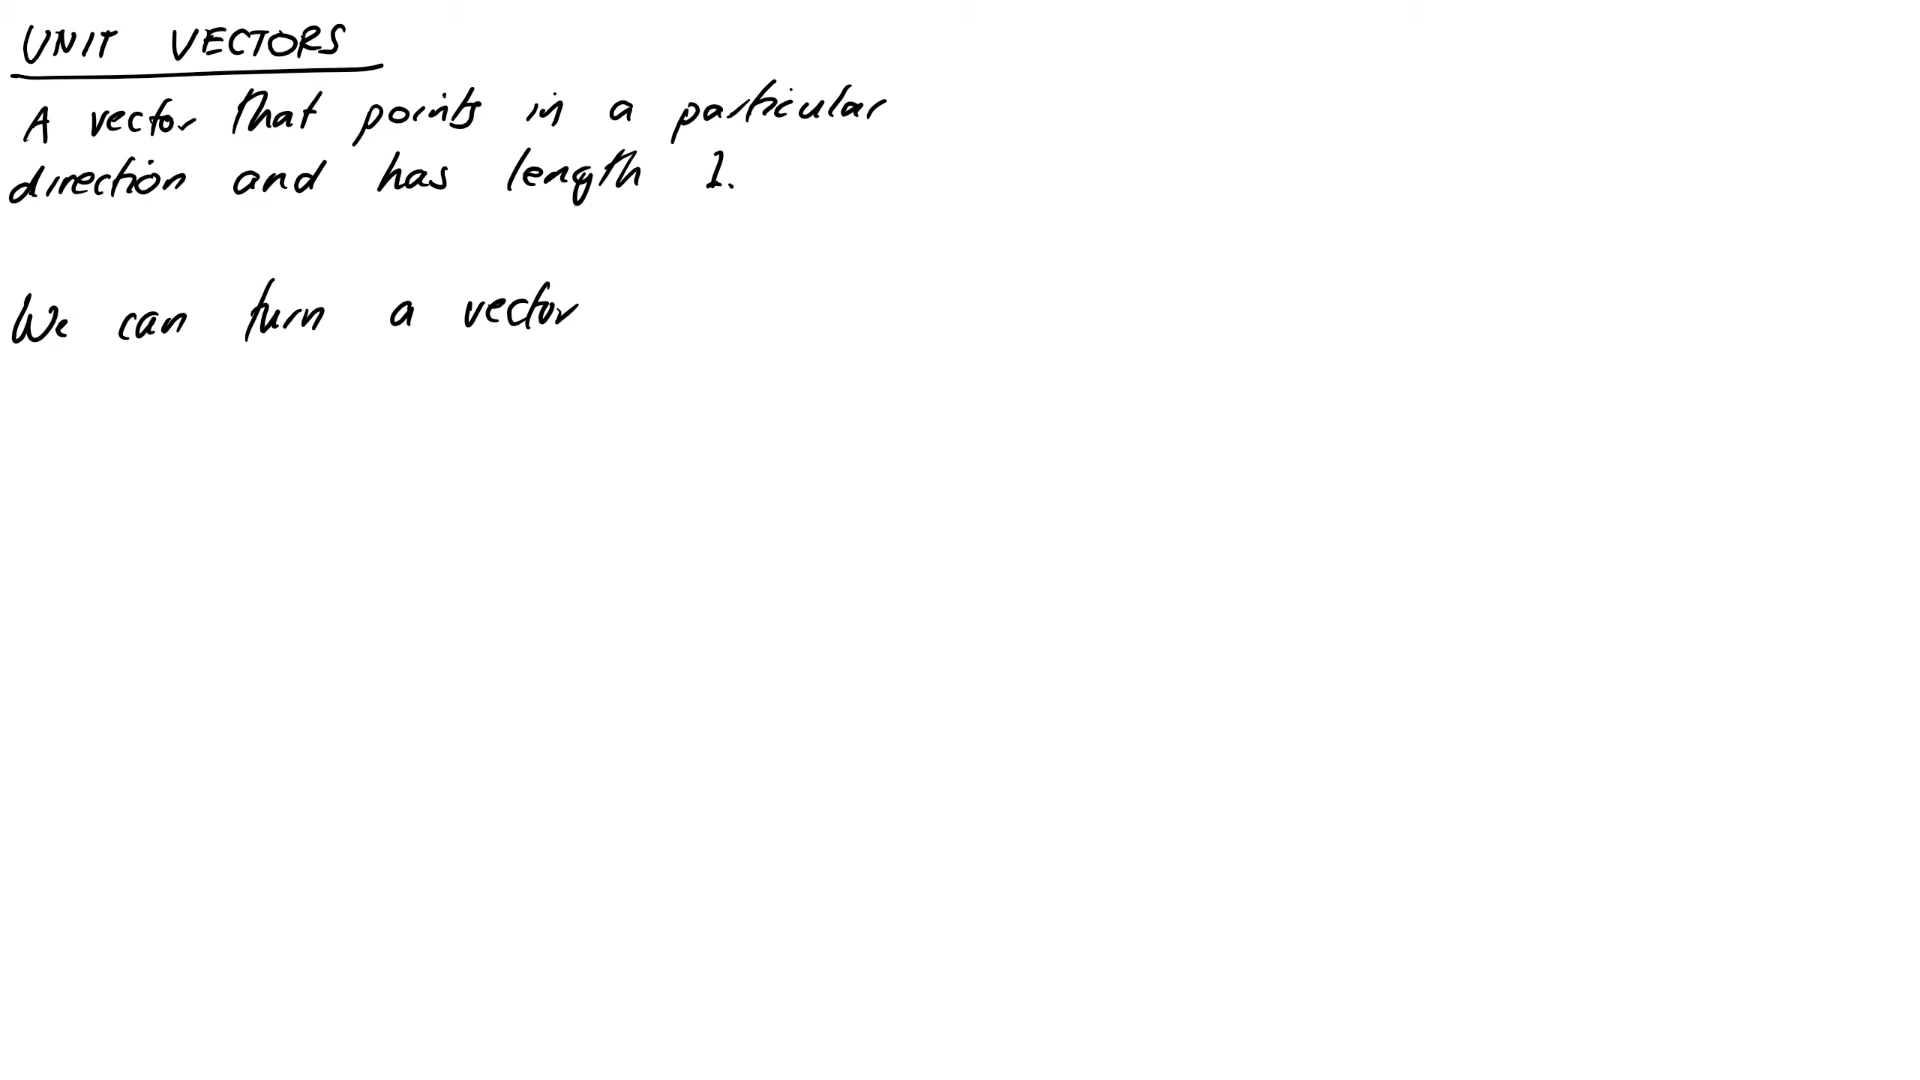 UNIT VECTORS
A vector that points in a particular
direction and has length 1.
We can turn a vector